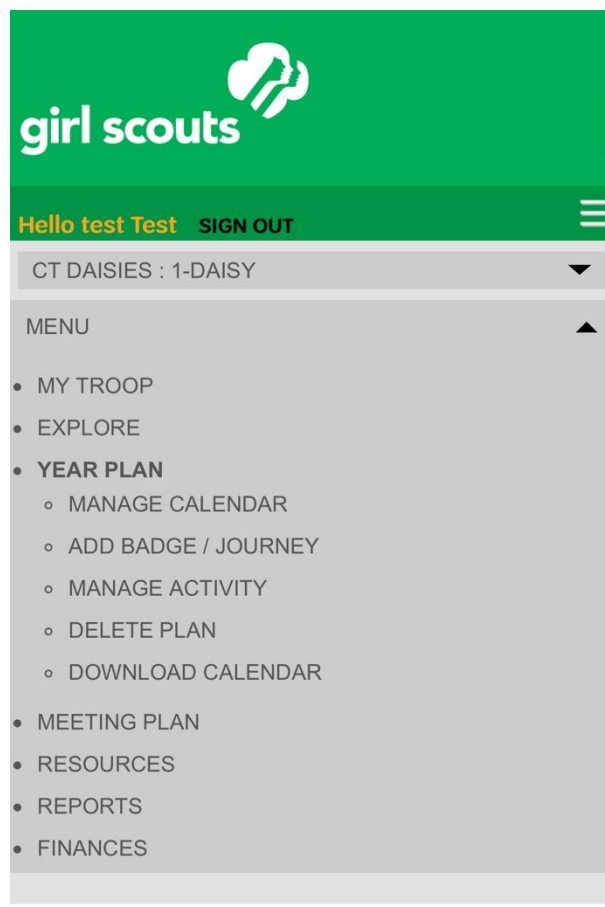 girl scouts
Hello test Test SIGN OUT
CT DAISIES : 1-DAISY
MENU
MY TROOP
EXPLORE
YEAR PLAN
MANAGE CALENDAR
ADD BADGE / JOURNEY
MANAGE ACTIVITY
DELETE PLAN
DOWNLOAD CALENDAR
MEETING PLAN
RESOURCES
REPORTS
FINANCES